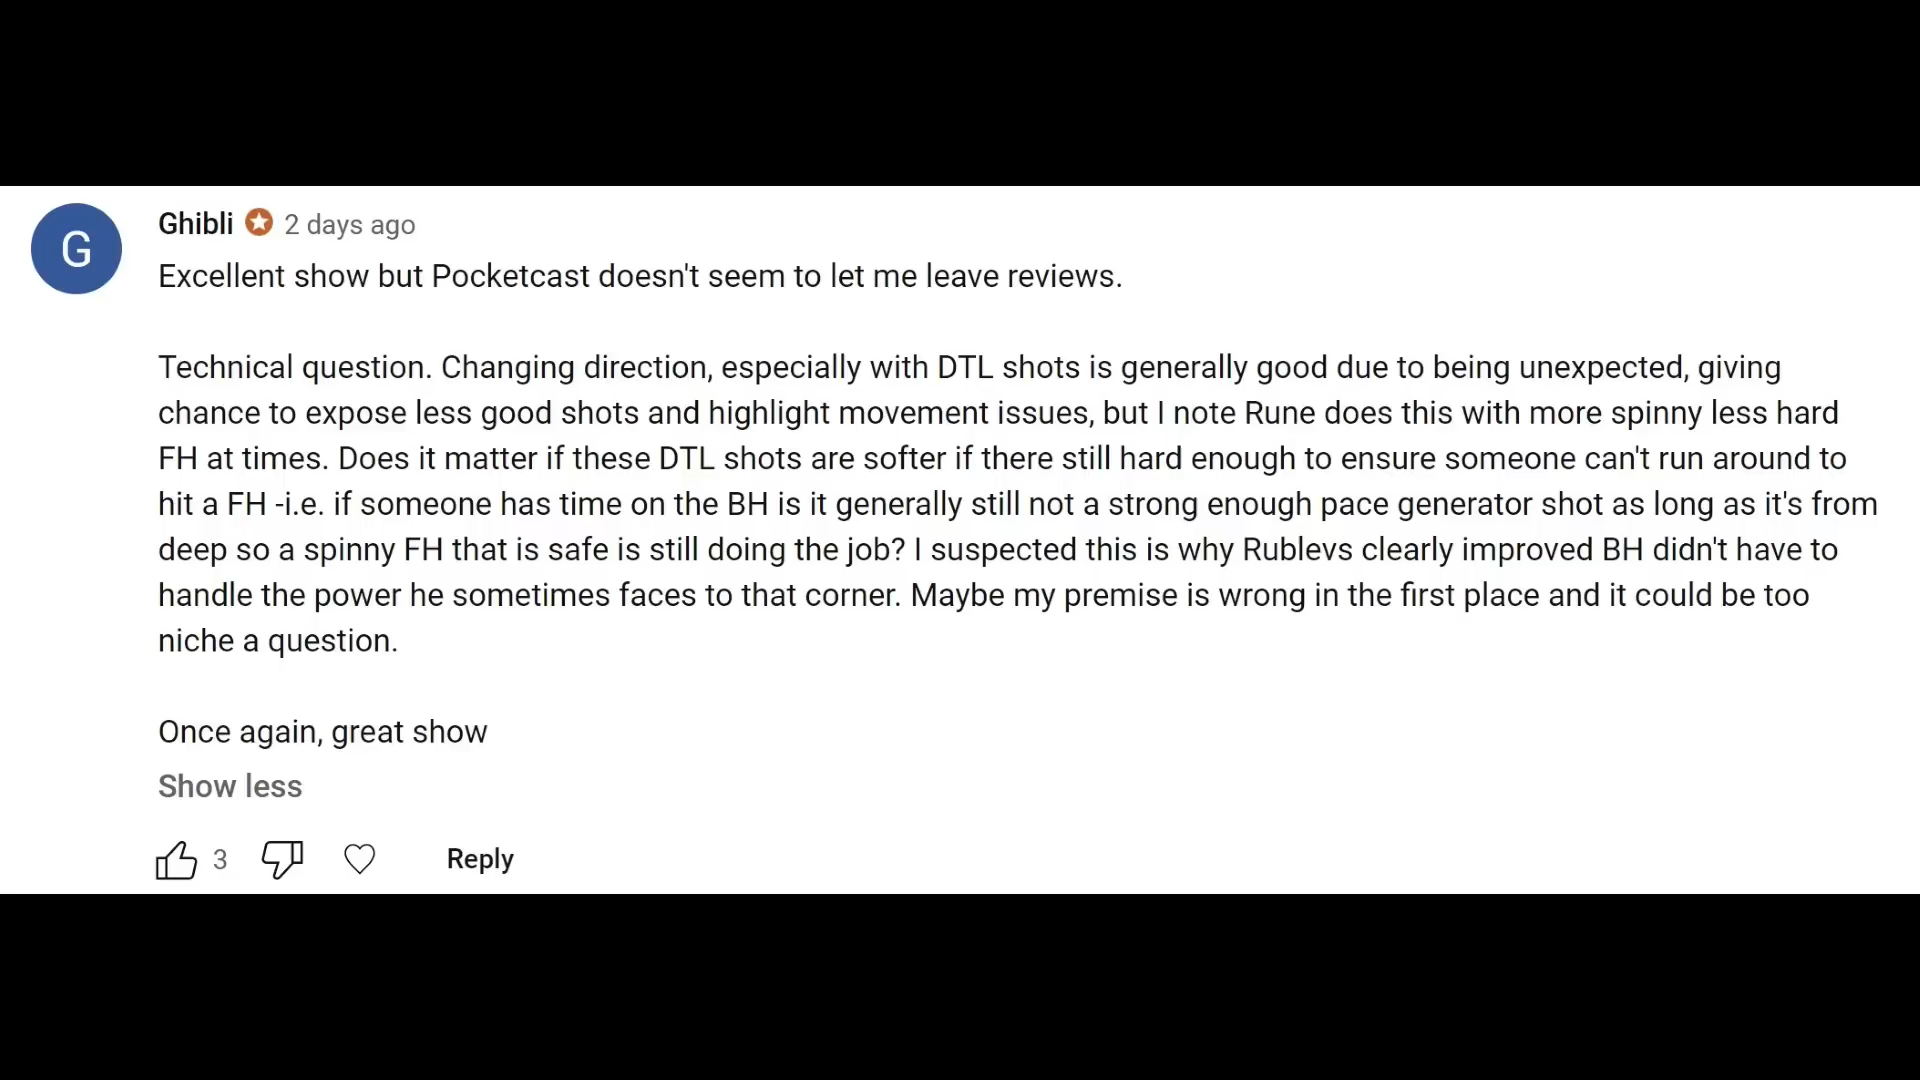 G
Ghibli 2 days ago
Excellent show but Pocketcast doesn't seem to let me leave reviews.
Technical question. Changing direction, especially with DTL shots is generally good due to being unexpected, giving
chance to expose less good shots and highlight movement issues, but I note Rune does this with more spinny less hard
FH at times. Does it matter if these DTL shots are softer if there still hard enough to ensure someone can't run around to
hit a FH -i.e. if someone has time on the BH is it generally still not a strong enough pace generator shot as long as it's from
deep so a spinny FH that is safe is still doing the job? I suspected this is why Rublevs clearly improved BH didn't have to
handle the power he sometimes faces to that corner. Maybe my premise is wrong in the first place and it could be too
niche a question.
Once again, great show
Show less
3 Reply